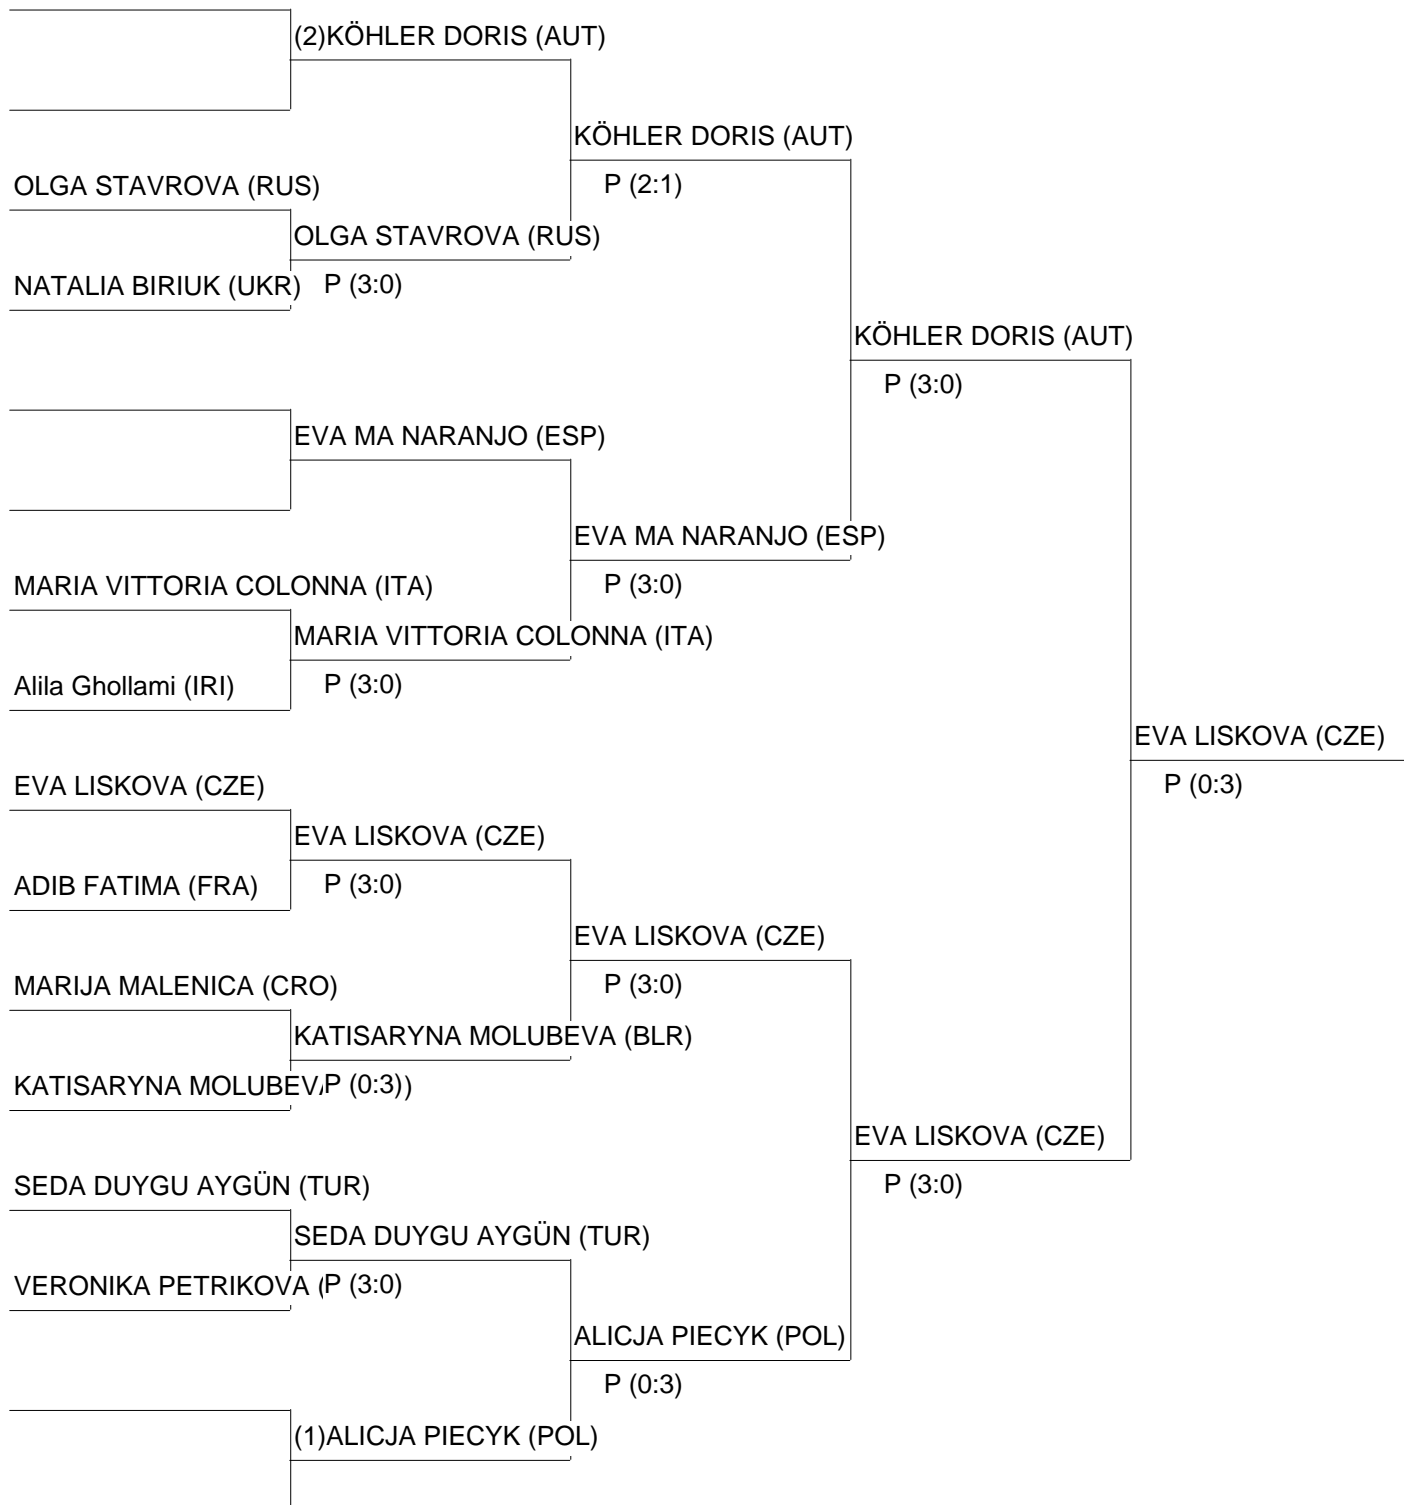 (2)KÖHLER DORIS (AUT)
KÖHLER DORIS (AUT)
P (2:1)
OLGA STAVROVA (RUS)
OLGA STAVROVA (RUS)
NATALIA BIRIUK (UKR)
P (3:0)
KÖHLER DORIS (AUT)
P (3:0)
EVA MA NARANJO (ESP)
EVA MA NARANJO (ESP)
P (3:0)
MARIA VITTORIA COLONNA (ITA)
MARIA VITTORIA COLONNA (ITA)
Alila Ghollami (IRI)
P (3:0)
EVA LISKOVA (CZE)
P (0:3)
EVA LISKOVA (CZE)
EVA LISKOVA (CZE)
ADIB FATIMA (FRA)
P (3:0)
EVA LISKOVA (CZE)
P (3:0)
MARIJA MALENICA (CRO)
KATISARYNA MOLUBEVA (BLR)
KATISARYNA MOLUBEVA
P (0:3)
EVA LISKOVA (CZE)
P (3:0)
SEDA DUYGU AYGÜN (TUR)
SEDA DUYGU AYGÜN (TUR)
VERONIKA PETRIKOVA (
P (3:0)
ALICJA PIECYK (POL)
P (0:3)
(1)ALICJA PIECYK (POL)